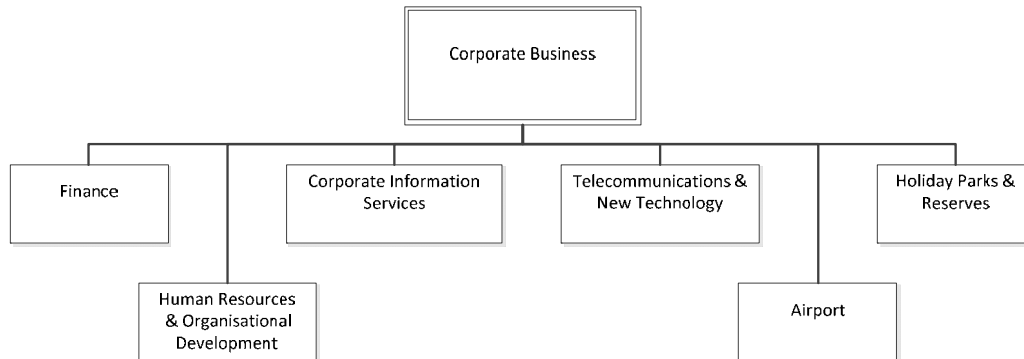 Corporate Business
Finance
Corporate Information
Services
Telecommunications &
New Technology
Holiday Parks &
Reserves
Human Resources
& Organisational
Development
Airport